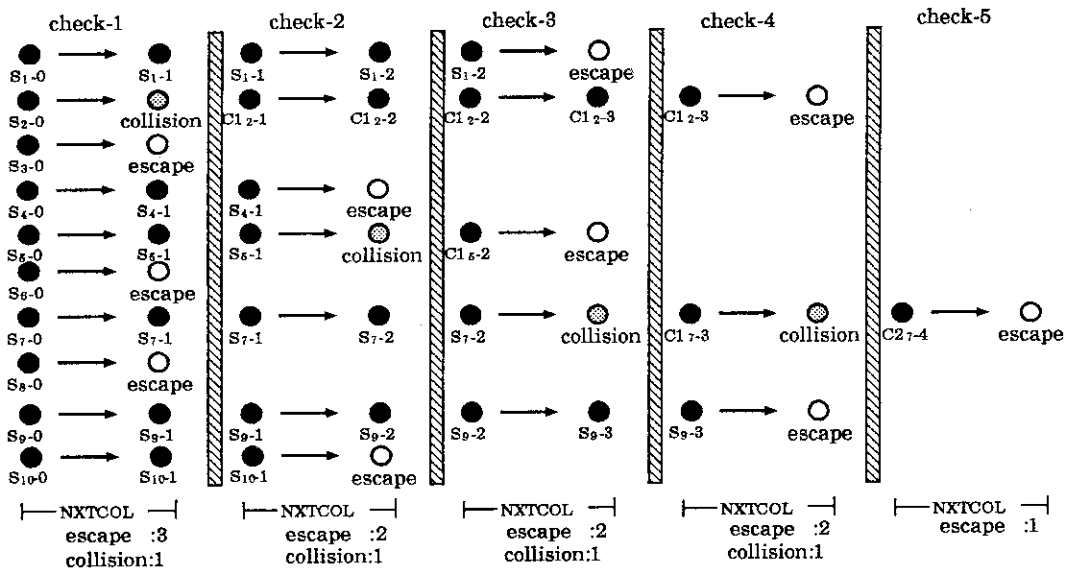 check-1 check-2 check-3 check-4 check-5
S₁-0 S₁-1 S₁-1 S₁-2 S₁-2 escape
S₂-0 collision C1₂-1 C1₂-2 C1₂-2 C1₂-3 C1₂-3 escape
S₃-0 escape
S₄-0 S₄-1 S₄-1 escape
S₅-0 S₅-1 S₅-1 collision C1₅-2 escape
S₆-0 escape
S₇-0 S₇-1 S₇-1 S₇-2 S₇-2 collision C1₇-3 collision C2₇-4 escape
S₈-0 escape
S₉-0 S₉-1 S₉-1 S₉-2 S₉-2 S₉-3 S₉-3 escape
S₁₀-0 S₁₀-1 S₁₀-1 escape
NXTCOL NXTCOL NXTCOL NXTCOL NXTCOL
escape :3 escape :2 escape :2 escape :2 escape :1
collision:1 collision:1 collision:1 collision:1